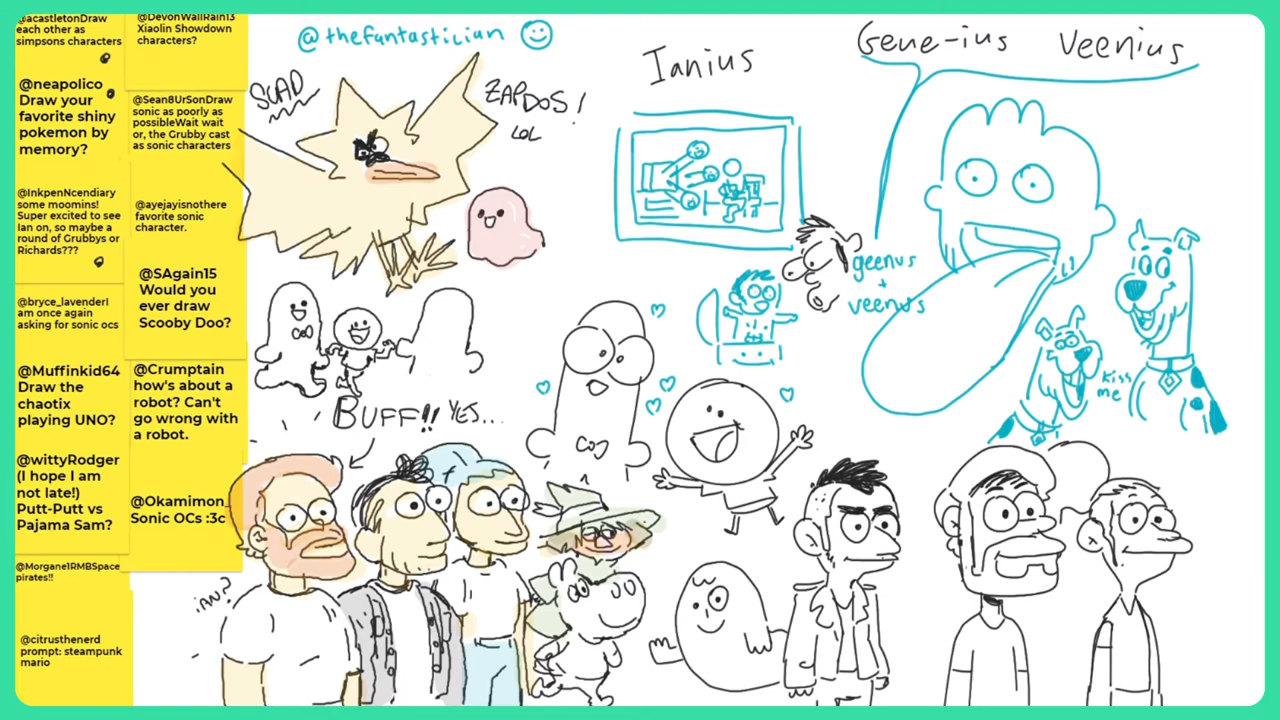 @acastletonDraw
each other as
simpsons characters
@neapolico
Draw your
favorite shiny
pokemon by
memory?
@InkpenNcendiary
some moomins!
Super excited to see
Ian on, so maybe a
round of Grubbys or
Richards???
@bryce_lavenderI
am once again
asking for sonic ocs
@Muffinkid64
Draw the
chaotix
playing UNO?
@wittyRodger
(I hope I am
not late!)
Putt-Putt vs
Pajama Sam?
@Morgane1RMBSpace
pirates!!
@citrusthenerd
prompt: steampunk
mario
@DevonWallRain13
Xiaolin Showdown
characters?
@Sean8UrSonDraw
sonic as poorly as
possibleWait wait
or, the Grubby cast
as sonic characters
@ayejayisnothere
favorite sonic
character.
@SAgain15
Would you
ever draw
Scooby Doo?
@Crumptain
how's about a
robot? Can't
go wrong with
a robot.
@Okamimon_
Sonic OCs :3c
@thefuntastician
SCAD
ZAPDOS!
LOL
Ianius
Gene-ius Veenius
geenus
+
veenus
kiss
me
BUFF!! YES...
iAN?